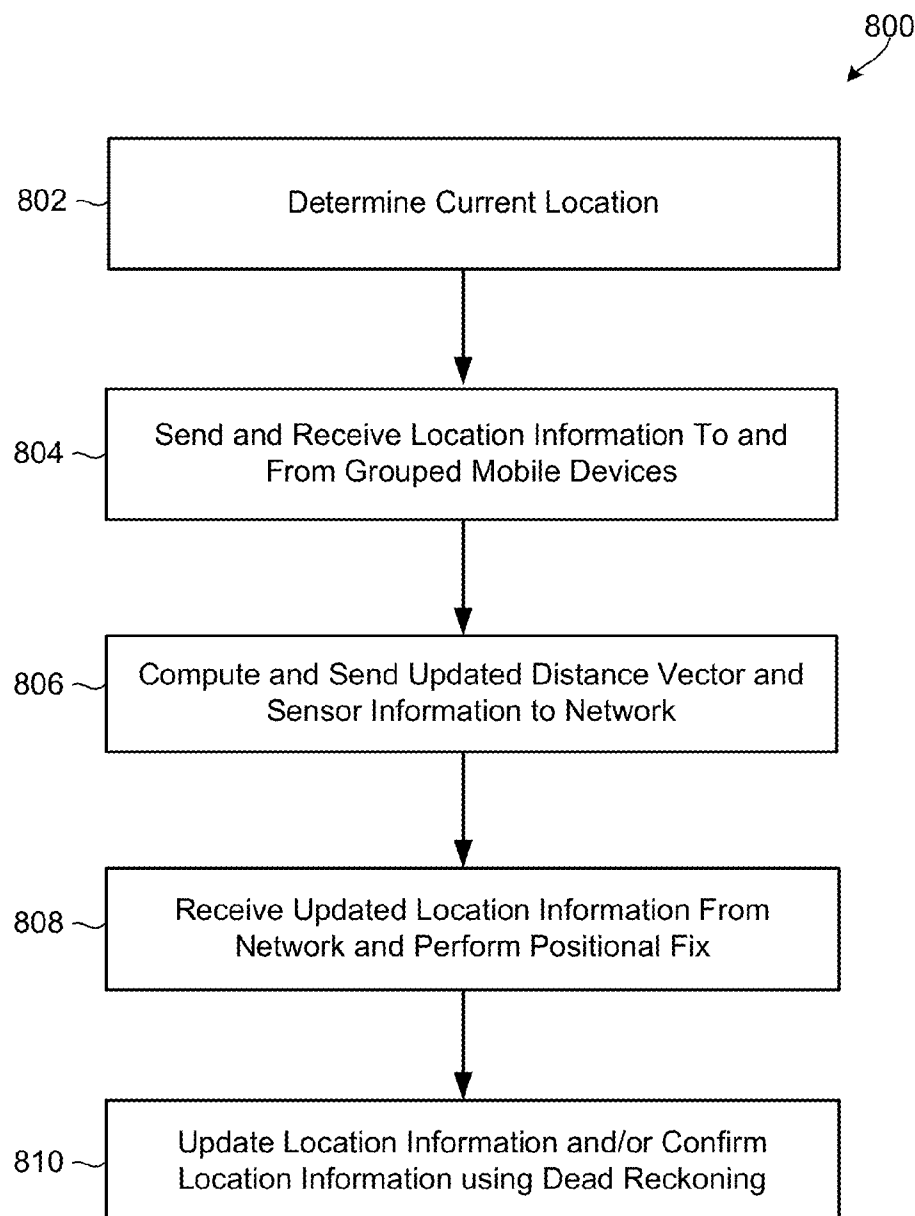 800
802
Determine Current Location
804
Send and Receive Location Information To and
From Grouped Mobile Devices
806
Compute and Send Updated Distance Vector and
Sensor Information to Network
808
Receive Updated Location Information From
Network and Perform Positional Fix
810
Update Location Information and/or Confirm
Location Information using Dead Reckoning